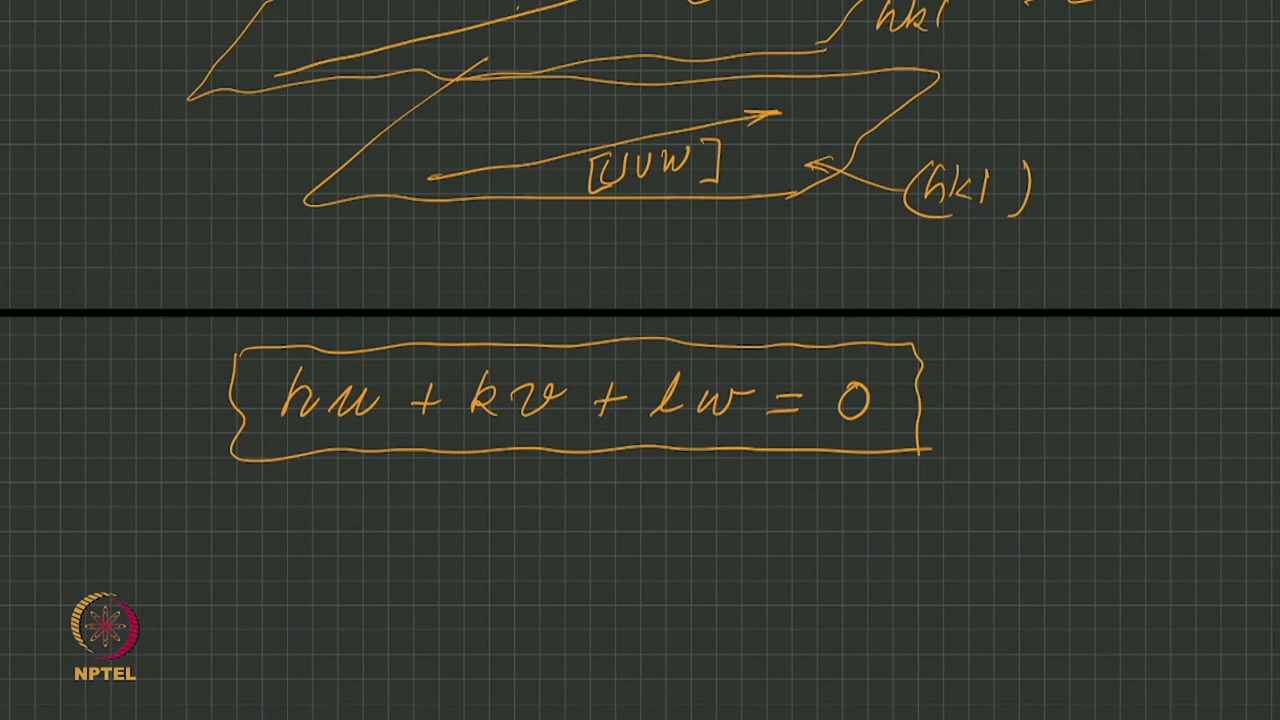 hkl
[UVW]
(hkl)
hu + kv + lw = 0
NPTEL